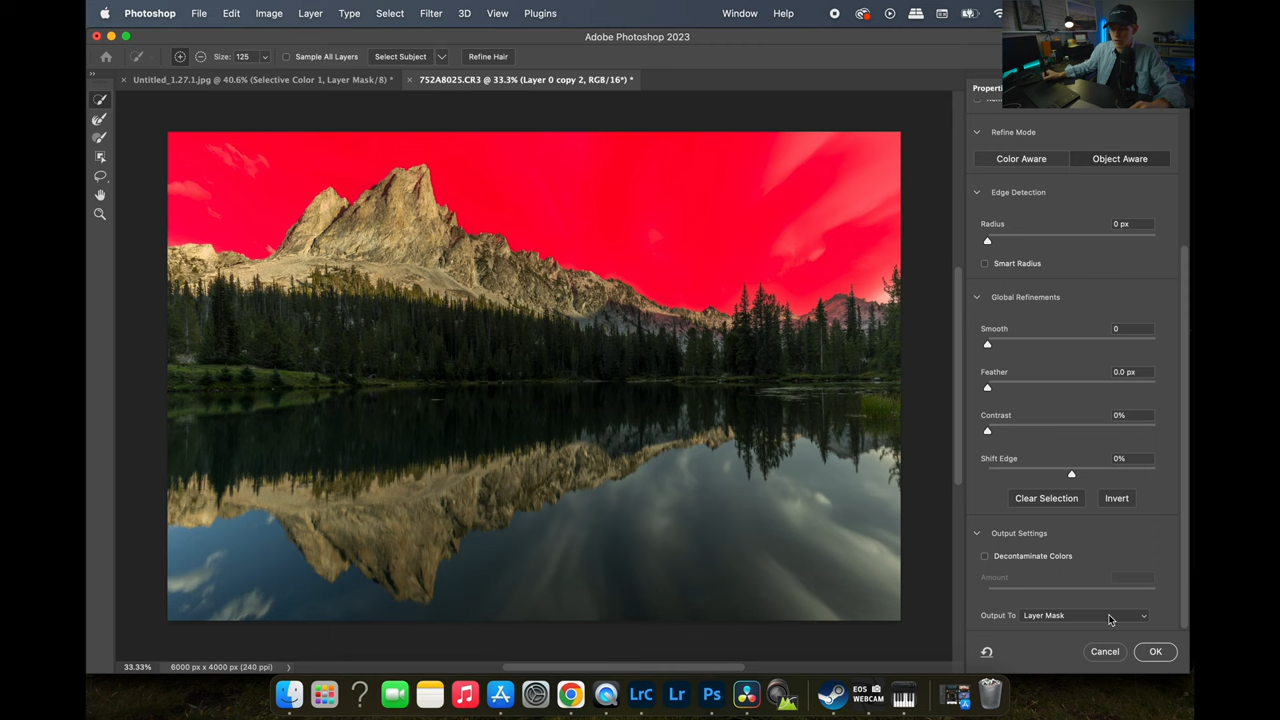 Photoshop File Edit Image Layer Type Select Filter 3D View Plugins Window Help
Adobe Photoshop 2023
Size: 125 Sample All Layers Select Subject Refine Hair
Untitled_1.27.1.jpg @ 40.6% (Selective Color 1, Layer Mask/8) * 752A8025.CR3 @ 33.3% (Layer 0 copy 2, RGB/16*) *
Refine Mode
Color Aware Object Aware
Edge Detection
Radius 0 px
Smart Radius
Global Refinements
Smooth 0
Feather 0.0 px
Contrast 0%
Shift Edge 0%
Clear Selection Invert
Output Settings
Decontaminate Colors
Amount
Output To Layer Mask
Cancel OK
33.33% 6000 px x 4000 px (240 ppi)
? LrC Lr Ps EOS
WEBCAM